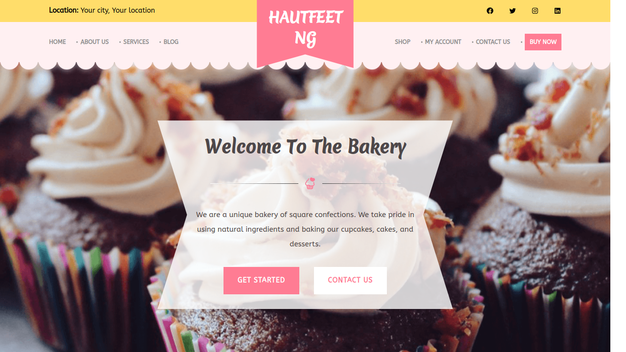 Location: Your city, Your location
HAUTFEET
NG
HOME
ABOUT US
SERVICES
BLOG
SHOP
MY ACCOUNT
CONTACT US
BUY NOW
Welcome To The Bakery
We are a unique bakery of square confections. We take pride in
using natural ingredients and baking our cupcakes, cakes, and
desserts.
GET STARTED
CONTACT US